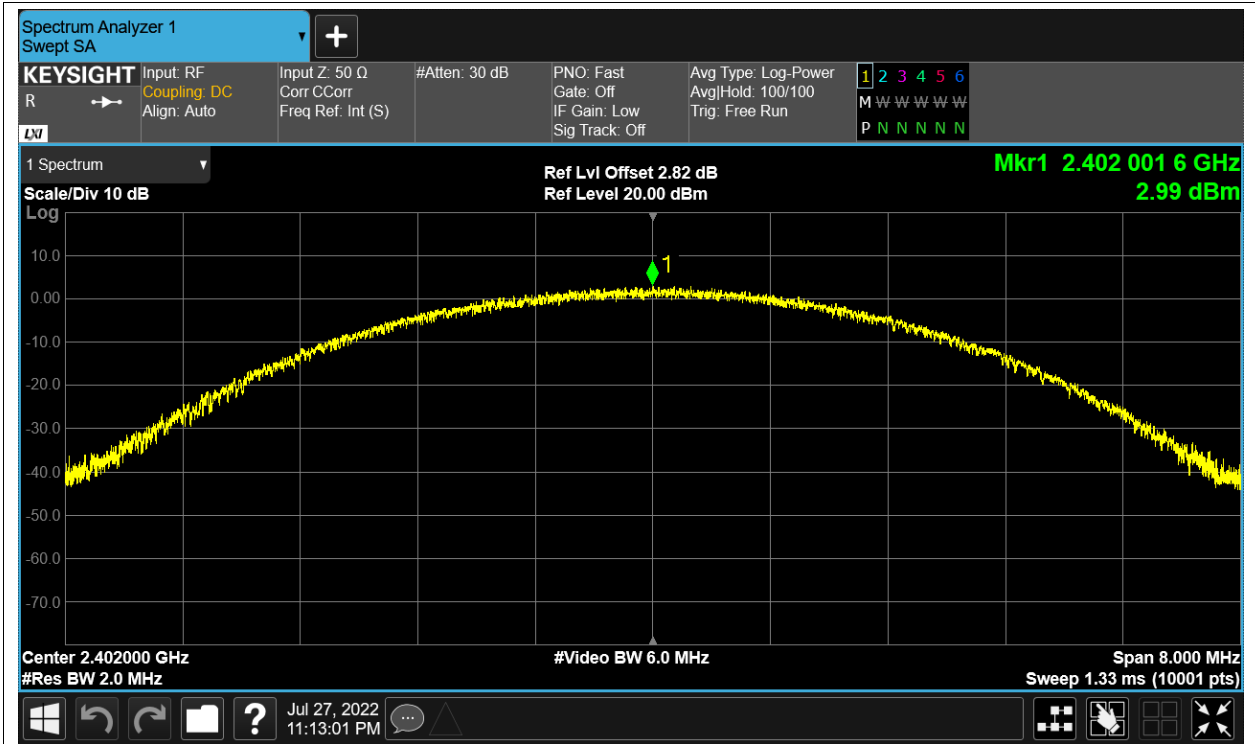 Spectrum Analyzer 1
Swept SA
KEYSIGHT
R
LXI
Input: RF
Coupling: DC
Align: Auto
Input Z: 50 Ω
Corr CCorr
Freq Ref: Int (S)
#Atten: 30 dB
PNO: Fast
Gate: Off
IF Gain: Low
Sig Track: Off
Avg Type: Log-Power
Avg|Hold: 100/100
Trig: Free Run
1 2 3 4 5 6
M W W W W W
P N N N N N
1 Spectrum
Scale/Div 10 dB
Log
Ref Lvl Offset 2.82 dB
Ref Level 20.00 dBm
Mkr1 2.402 001 6 GHz
2.99 dBm
1
10.0
0.00
-10.0
-20.0
-30.0
-40.0
-50.0
-60.0
-70.0
Center 2.402000 GHz
#Res BW 2.0 MHz
#Video BW 6.0 MHz
Span 8.000 MHz
Sweep 1.33 ms (10001 pts)
?
Jul 27, 2022
11:13:01 PM